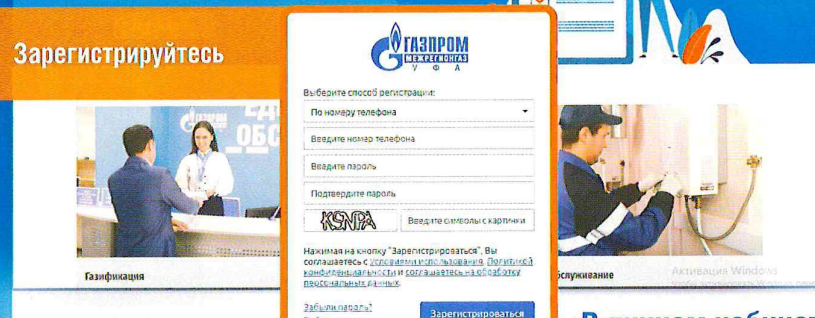 Зарегистрируйтесь
ГАЗПРОМ
МЕЖРЕГИОНГАЗ
УФА
Выберите способ регистрации:
По номеру телефона
Введите номер телефона
Введите пароль
Подтвердите пароль
KSNPA
Введите символы с картинки
Нажимая на кнопку "Зарегистрироваться", Вы
соглашаетесь с условиями использования, Политикой
конфиденциальности и соглашаетесь на обработку
персональных данных.
Забыли пароль?
Зарегистрироваться
Газификация
Активация Windows